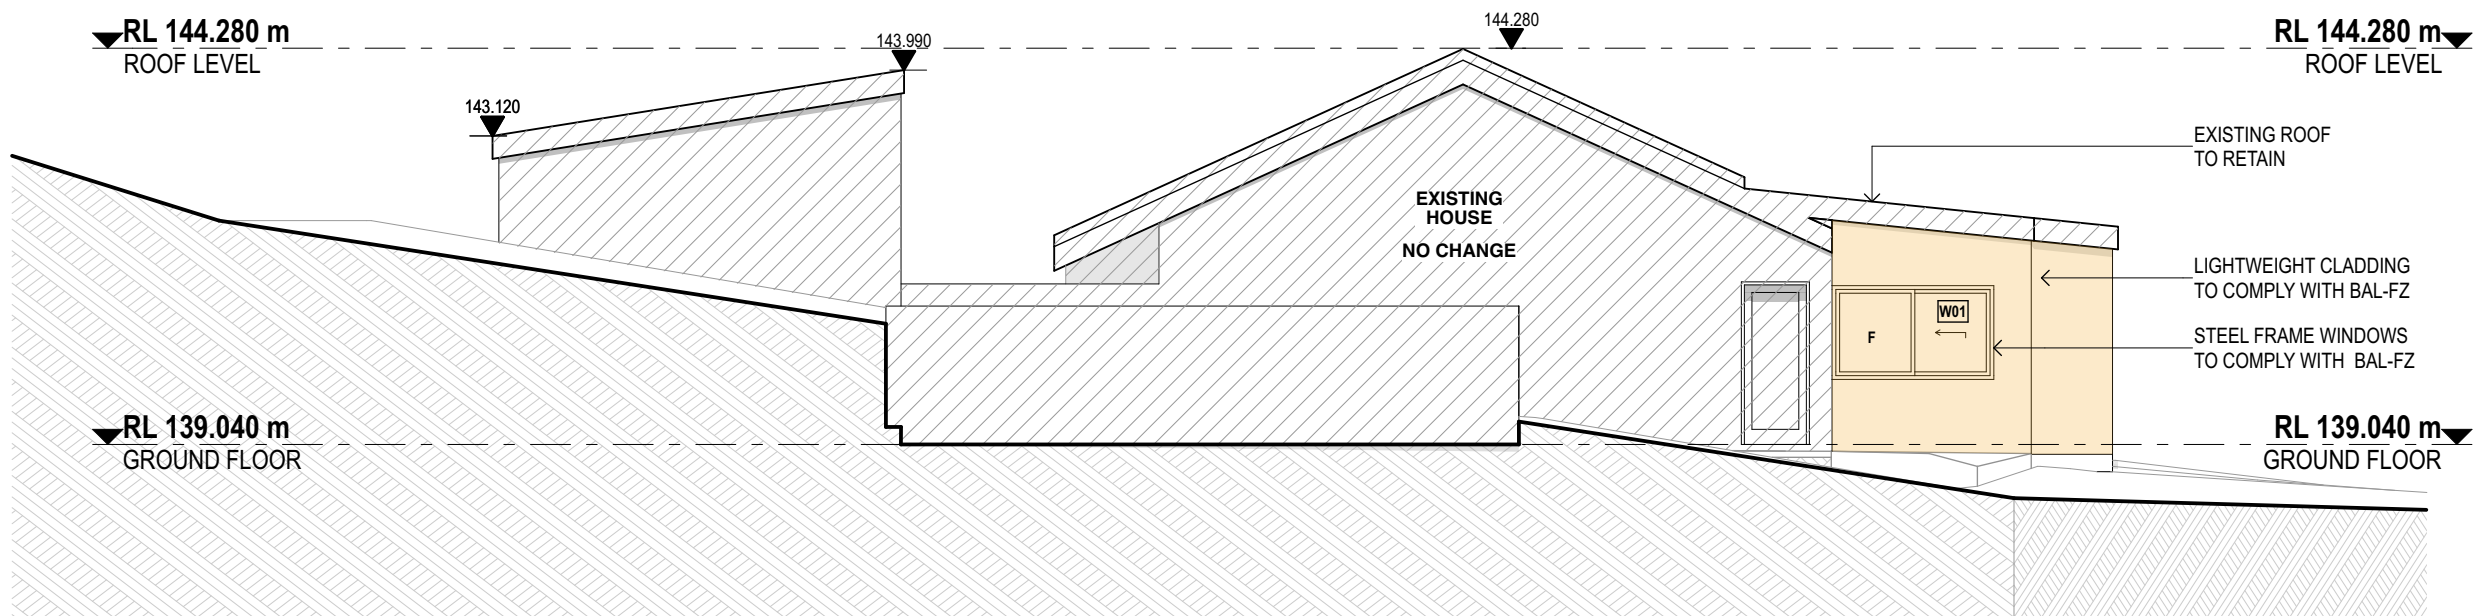 RL 144.280 m
ROOF LEVEL
143.990
143.120
144.280
RL 144.280 m
ROOF LEVEL
EXISTING ROOF
TO RETAIN
EXISTING
HOUSE
NO CHANGE
LIGHTWEIGHT CLADDING
TO COMPLY WITH BAL-FZ
W01
F
STEEL FRAME WINDOWS
TO COMPLY WITH BAL-FZ
RL 139.040 m
GROUND FLOOR
RL 139.040 m
GROUND FLOOR